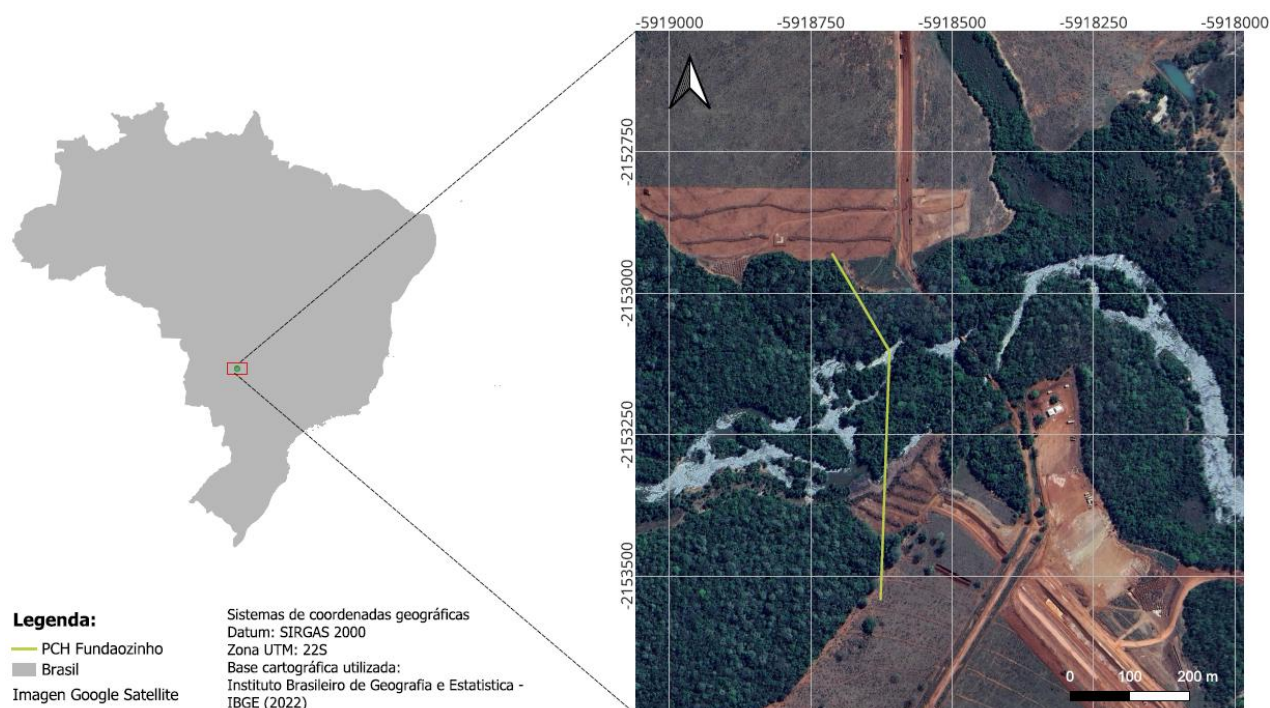 -5919000 -5918750 -5918500 -5918250 -5918000
-2152750
-2153000
-2153250
-2153500
0 100 200 m
Legenda:
PCH Fundaozinho
Brasil
Imagen Google Satellite
Sistemas de coordenadas geográficas
Datum: SIRGAS 2000
Zona UTM: 22S
Base cartográfica utilizada:
Instituto Brasileiro de Geografia e Estatistica -
IBGE (2022)